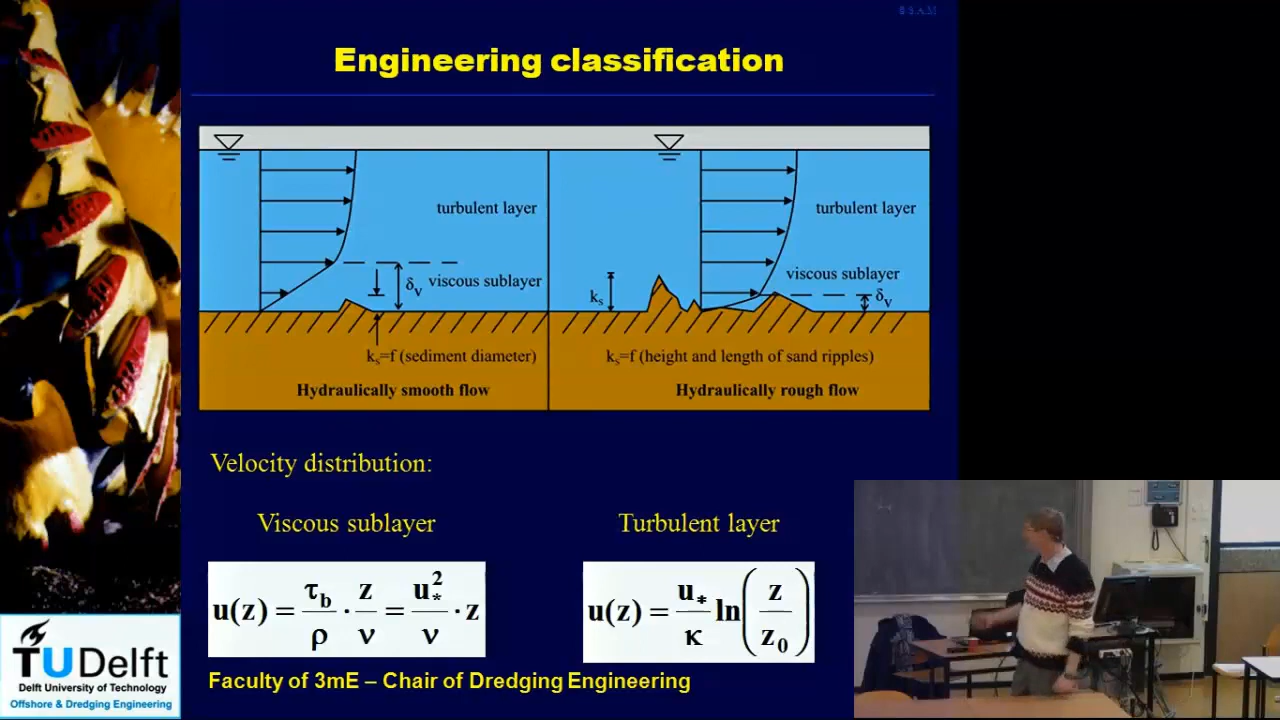 © S.A.M
Engineering classification
turbulent layer
δv
viscous sublayer
ks=f (sediment diameter)
Hydraulically smooth flow
turbulent layer
viscous sublayer
ks
δv
ks=f (height and length of sand ripples)
Hydraulically rough flow
Velocity distribution:
Viscous sublayer
Turbulent layer
u(z) = τb/ρ · z/ν = u*²/ν · z
u(z) = u*/κ ln(z/z0)
Faculty of 3mE – Chair of Dredging Engineering
TUDelft
Delft University of Technology
Offshore & Dredging Engineering